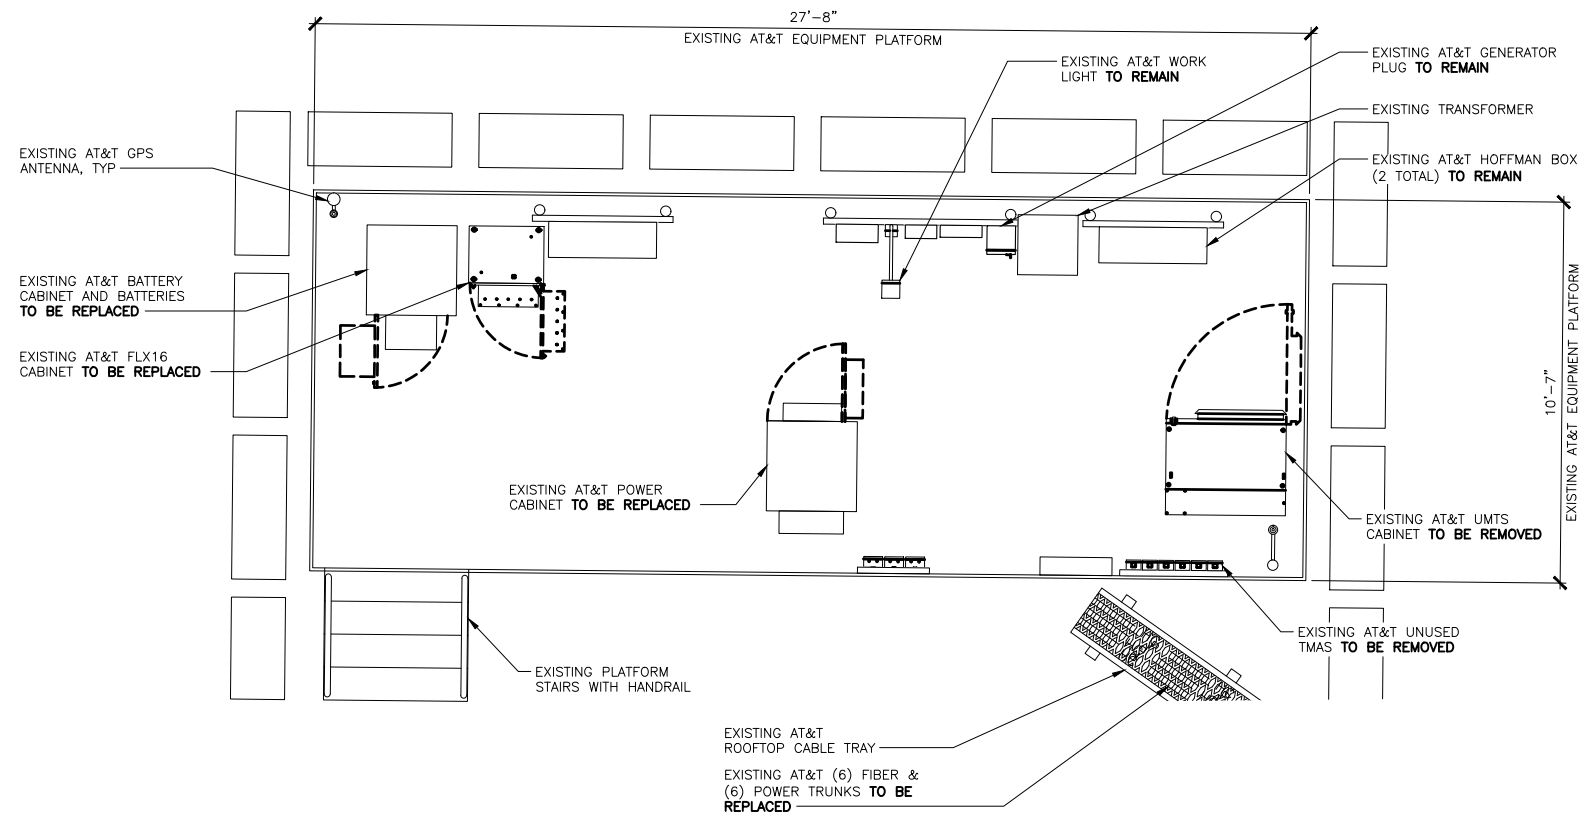 27'-8"
EXISTING AT&T EQUIPMENT PLATFORM
EXISTING AT&T WORK
LIGHT TO REMAIN
EXISTING AT&T GENERATOR
PLUG TO REMAIN
EXISTING TRANSFORMER
EXISTING AT&T HOFFMAN BOX
(2 TOTAL) TO REMAIN
EXISTING AT&T GPS
ANTENNA, TYP
EXISTING AT&T BATTERY
CABINET AND BATTERIES
TO BE REPLACED
EXISTING AT&T FLX16
CABINET TO BE REPLACED
10'-7"
EXISTING AT&T EQUIPMENT PLATFORM
EXISTING AT&T POWER
CABINET TO BE REPLACED
EXISTING AT&T UMTS
CABINET TO BE REMOVED
EXISTING AT&T UNUSED
TMAS TO BE REMOVED
EXISTING PLATFORM
STAIRS WITH HANDRAIL
EXISTING AT&T
ROOFTOP CABLE TRAY
EXISTING AT&T (6) FIBER &
(6) POWER TRUNKS TO BE
REPLACED